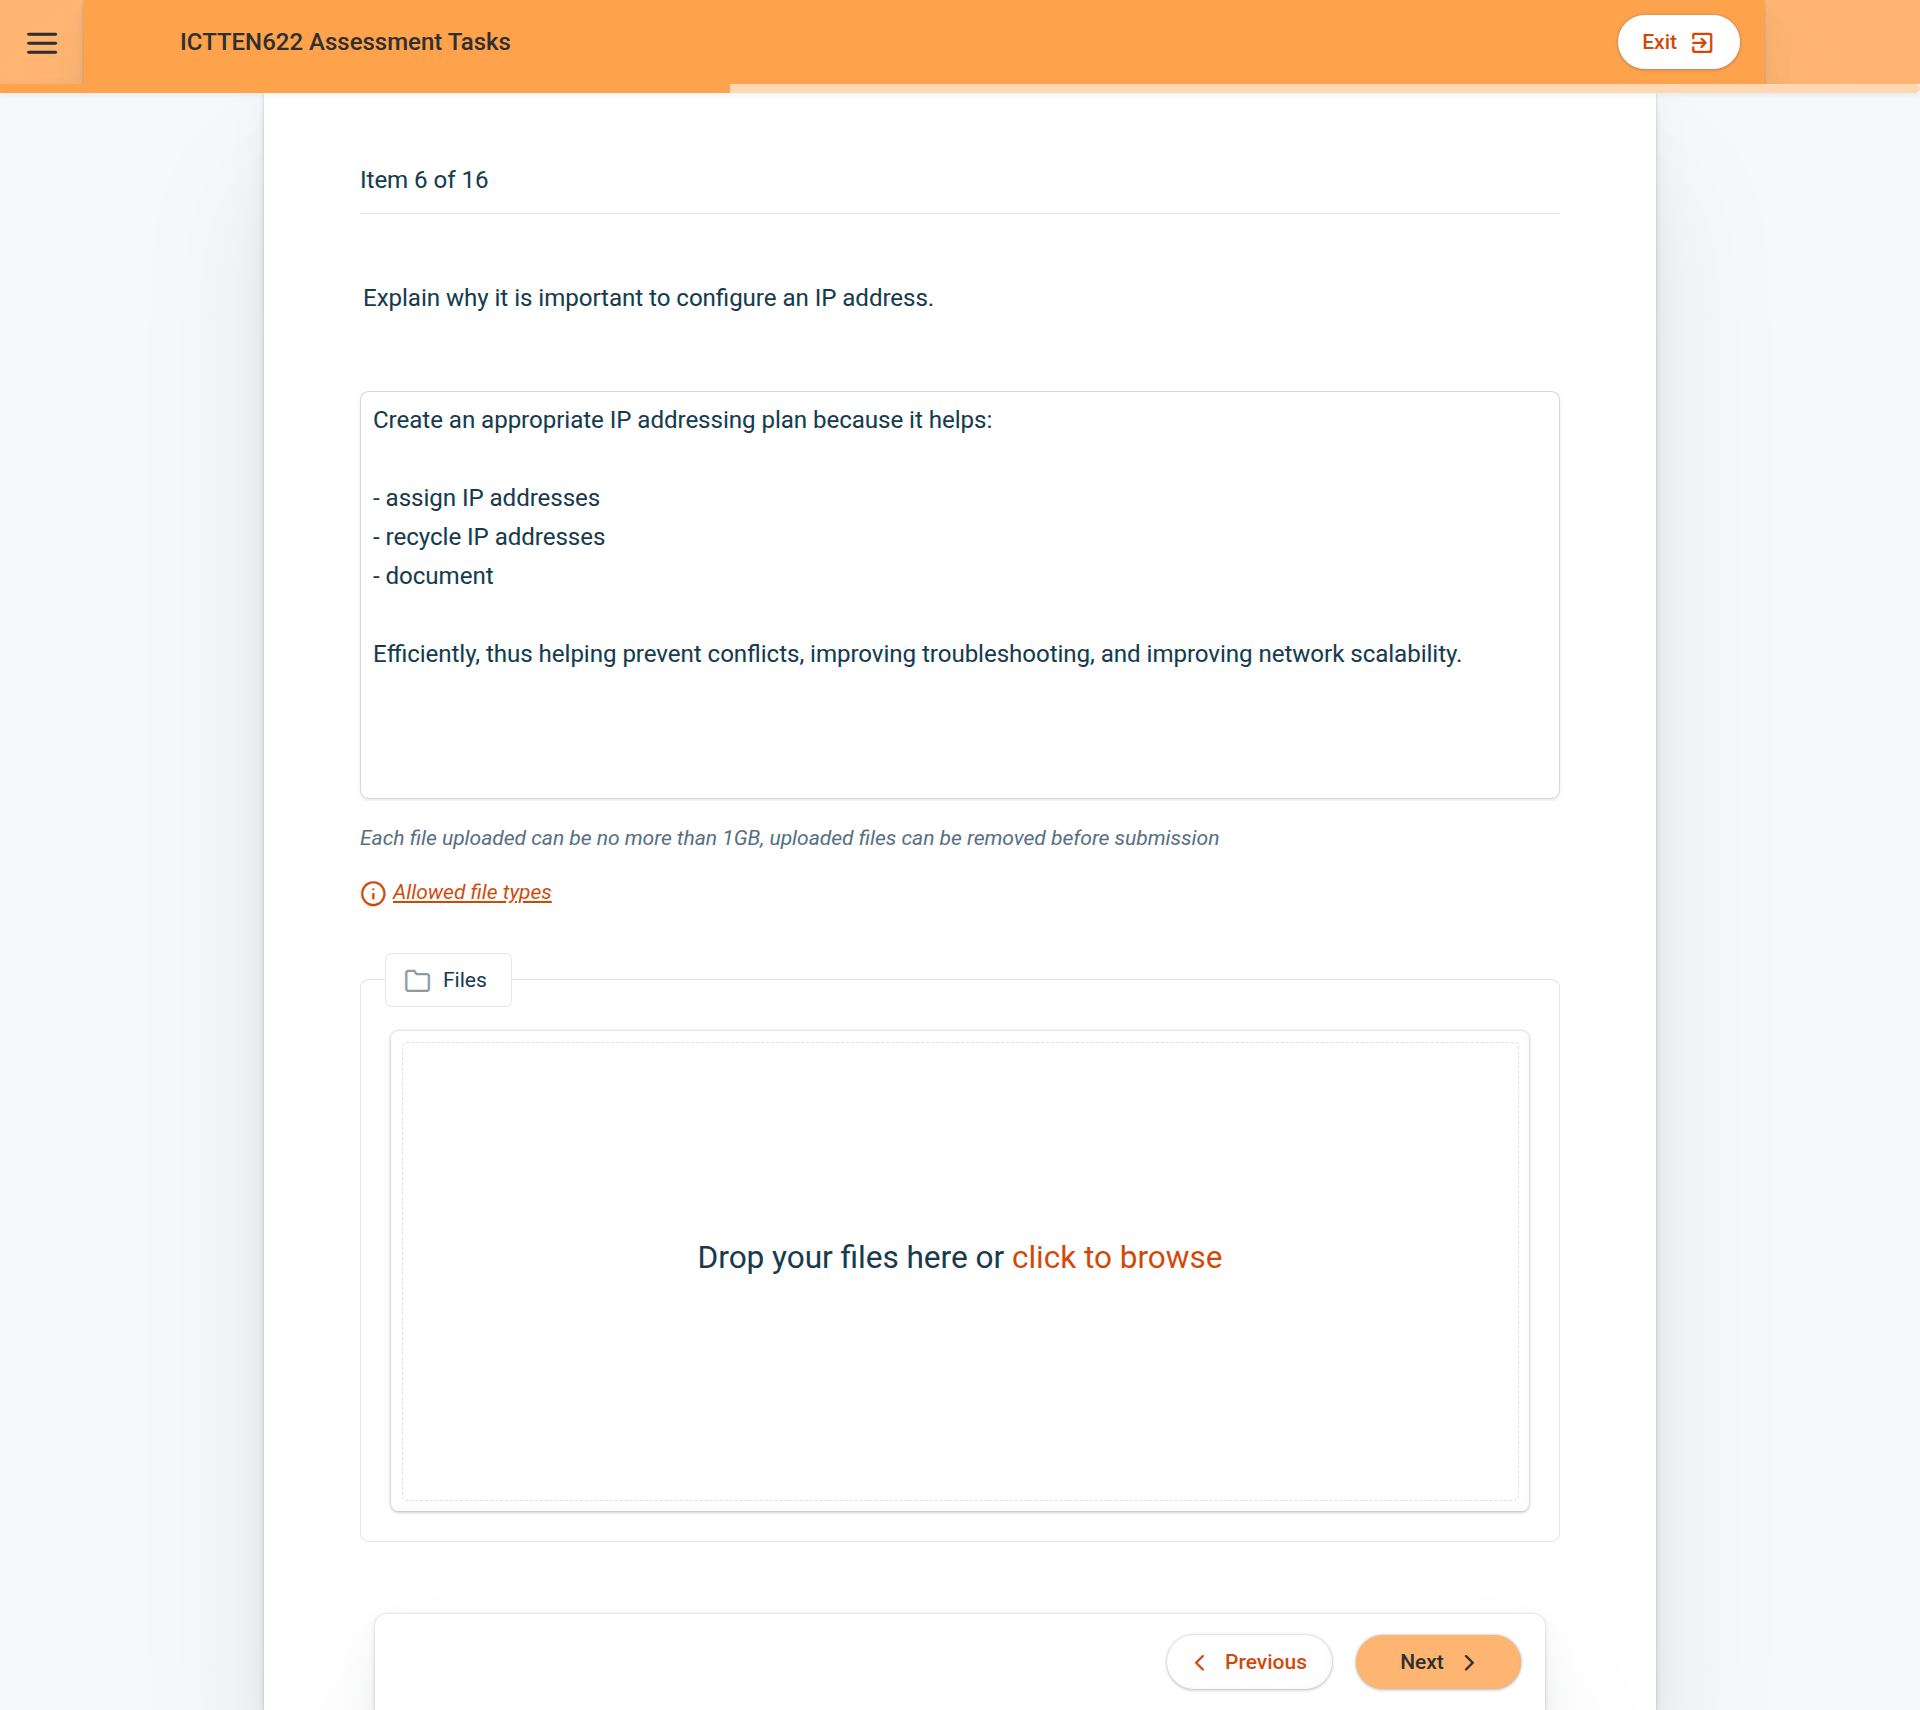 ICTTEN622 Assessment Tasks
Exit
Item 6 of 16
Explain why it is important to configure an IP address.
Create an appropriate IP addressing plan because it helps:
- assign IP addresses
- recycle IP addresses
- document
Efficiently, thus helping prevent conflicts, improving troubleshooting, and improving network scalability.
Each file uploaded can be no more than 1GB, uploaded files can be removed before submission
Allowed file types
Files
Drop your files here or click to browse
Previous
Next